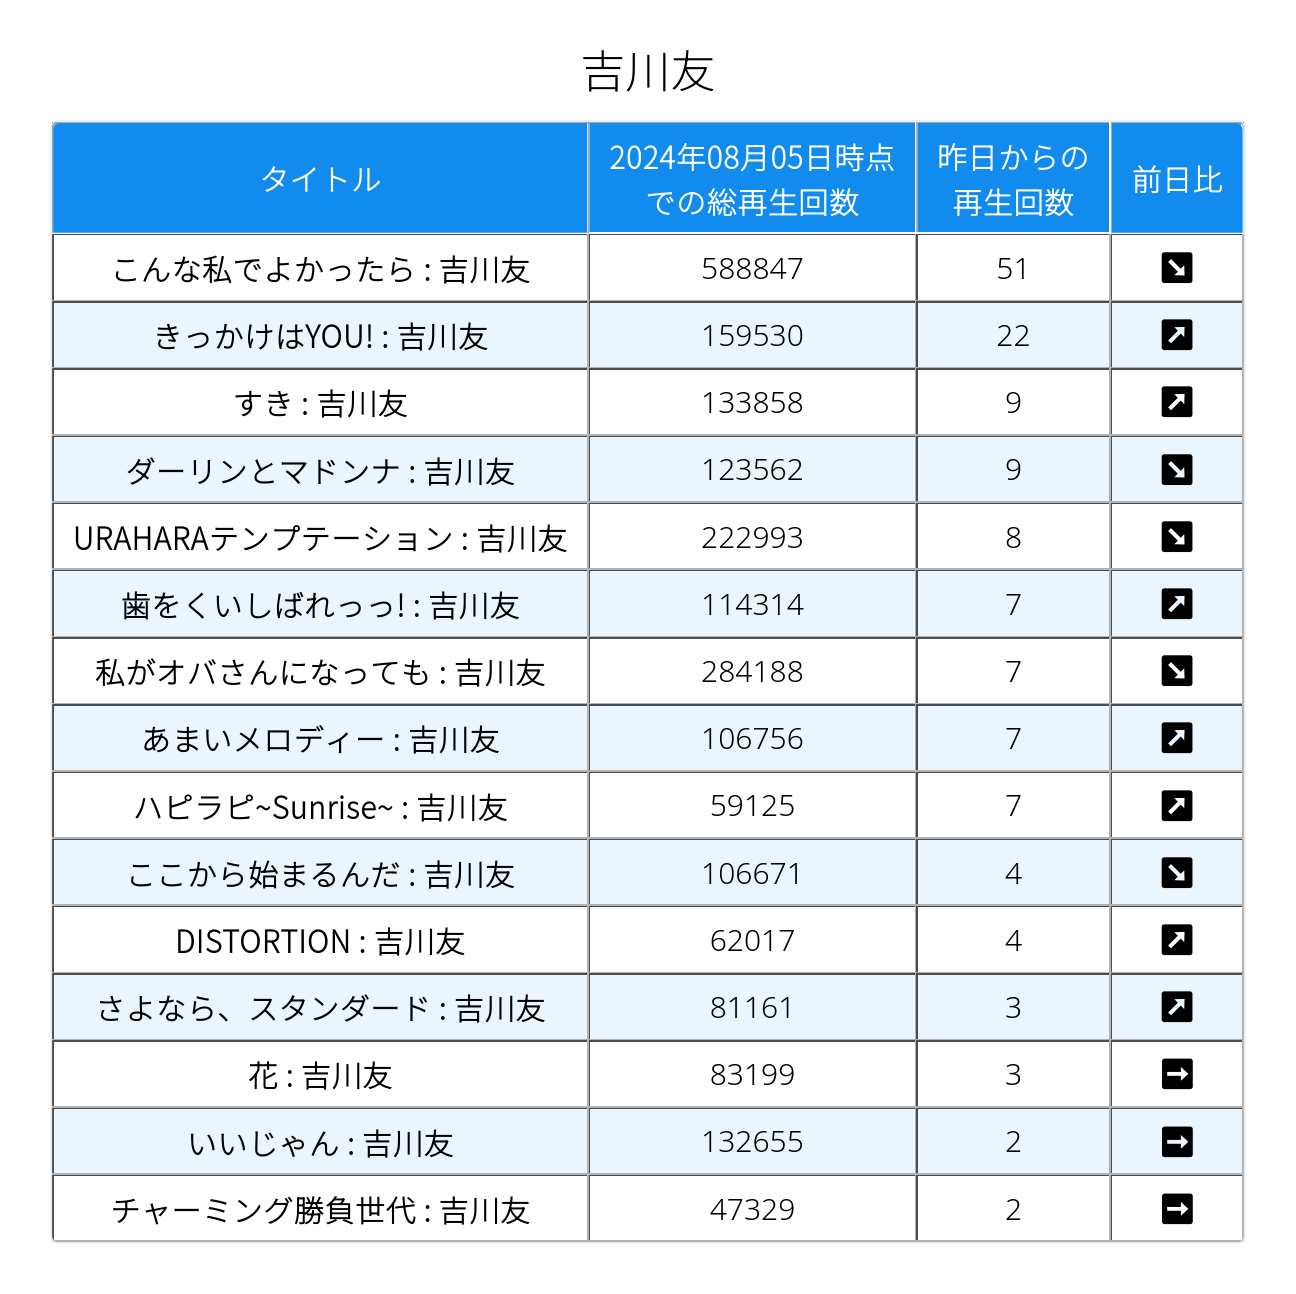 吉川友
タイトル 2024年08月05日時点での総再生回数 昨日からの再生回数 前日比
こんな私でよかったら : 吉川友 588847 51 ↘
きっかけはYOU! : 吉川友 159530 22 ↗
すき : 吉川友 133858 9 ↗
ダーリンとマドンナ : 吉川友 123562 9 ↘
URAHARAテンプテーション : 吉川友 222993 8 ↘
歯をくいしばれっっ! : 吉川友 114314 7 ↗
私がオバさんになっても : 吉川友 284188 7 ↘
あまいメロディー : 吉川友 106756 7 ↗
ハピラピ~Sunrise~ : 吉川友 59125 7 ↗
ここから始まるんだ : 吉川友 106671 4 ↘
DISTORTION : 吉川友 62017 4 ↗
さよなら、スタンダード : 吉川友 81161 3 ↗
花 : 吉川友 83199 3 →
いいじゃん : 吉川友 132655 2 →
チャーミング勝負世代 : 吉川友 47329 2 →